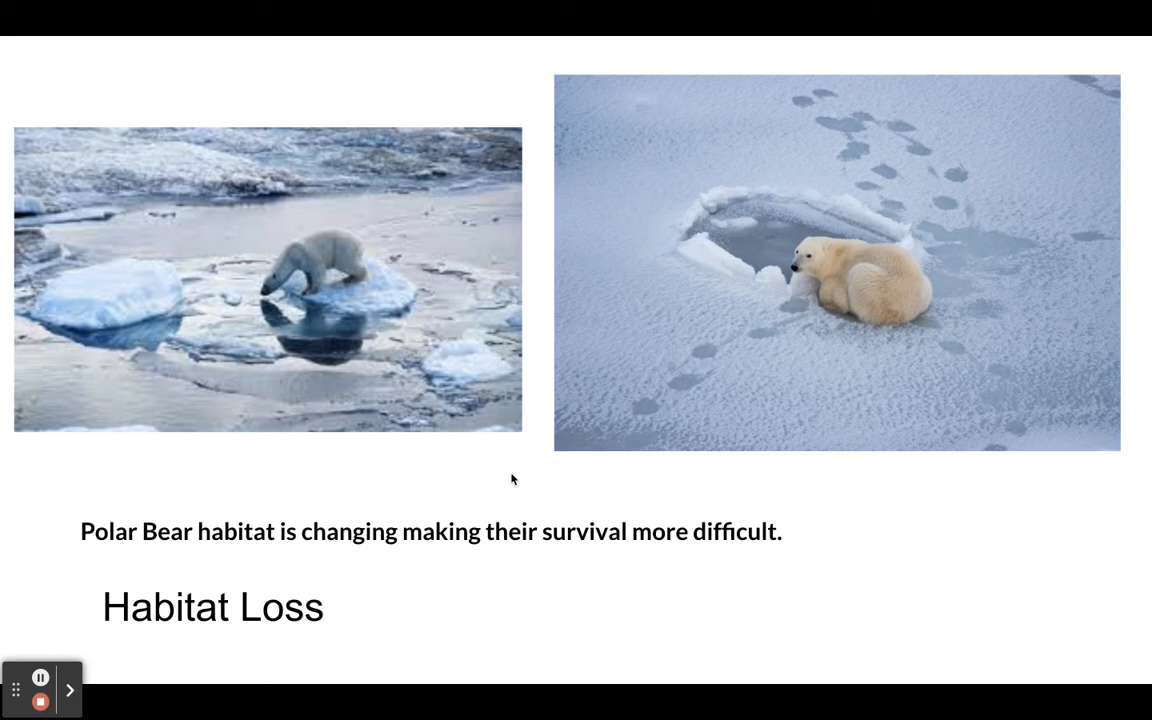 Polar Bear habitat is changing making their survival more difficult.
Habitat Loss